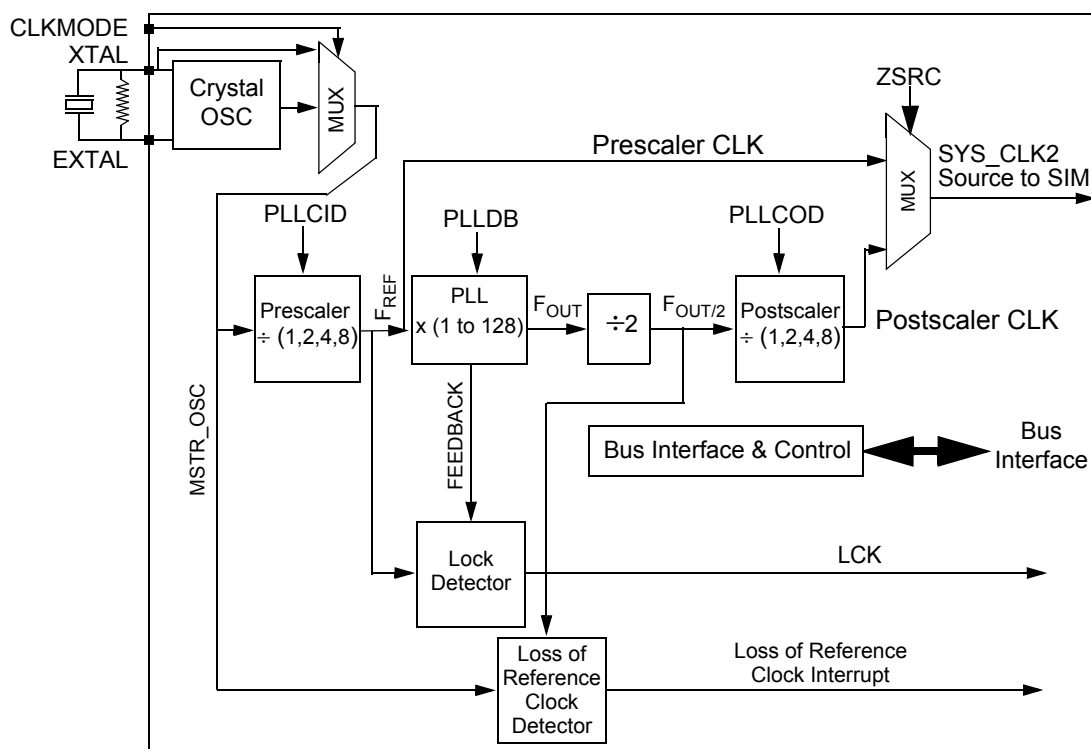 CLKMODE
XTAL
Crystal
OSC
MUX
EXTAL
ZSRC
Prescaler CLK
MUX
SYS_CLK2
Source to SIM
PLLCID
PLLDB
PLLCOD
Prescaler
÷ (1,2,4,8)
FREF
PLL
x (1 to 128)
FOUT
÷2
FOUT/2
Postscaler
÷ (1,2,4,8)
Postscaler CLK
MSTR_OSC
FEEDBACK
Bus Interface & Control
Bus
Interface
Lock
Detector
LCK
Loss of
Reference
Clock
Detector
Loss of Reference
Clock Interrupt